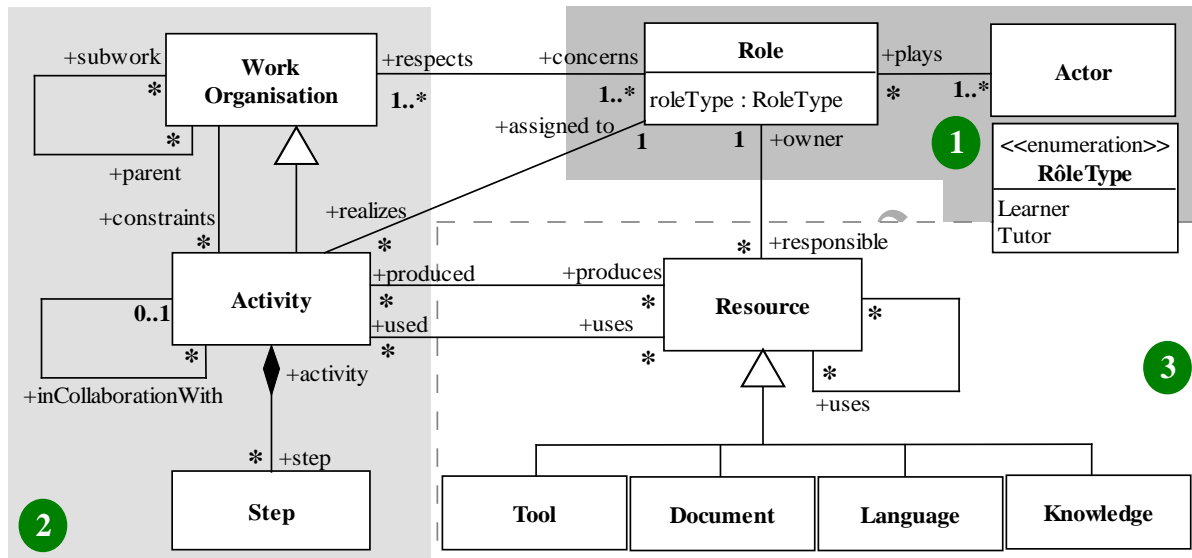 +subwork
*
*
+parent
Work
Organisation
+respects
1..*
+concerns
1..*
Role
roleType : RoleType
+plays
*
1..*
Actor
1
<<enumeration>>
RôleType
Learner
Tutor
+assigned to
1
1
+owner
+constraints
*
+realizes
*
*
+responsible
Activity
0..1
*
+inCollaborationWith
+produced
*
+produces
*
+used
*
+uses
*
Resource
*
*
+uses
3
+activity
*
+step
Step
2
Tool
Document
Language
Knowledge